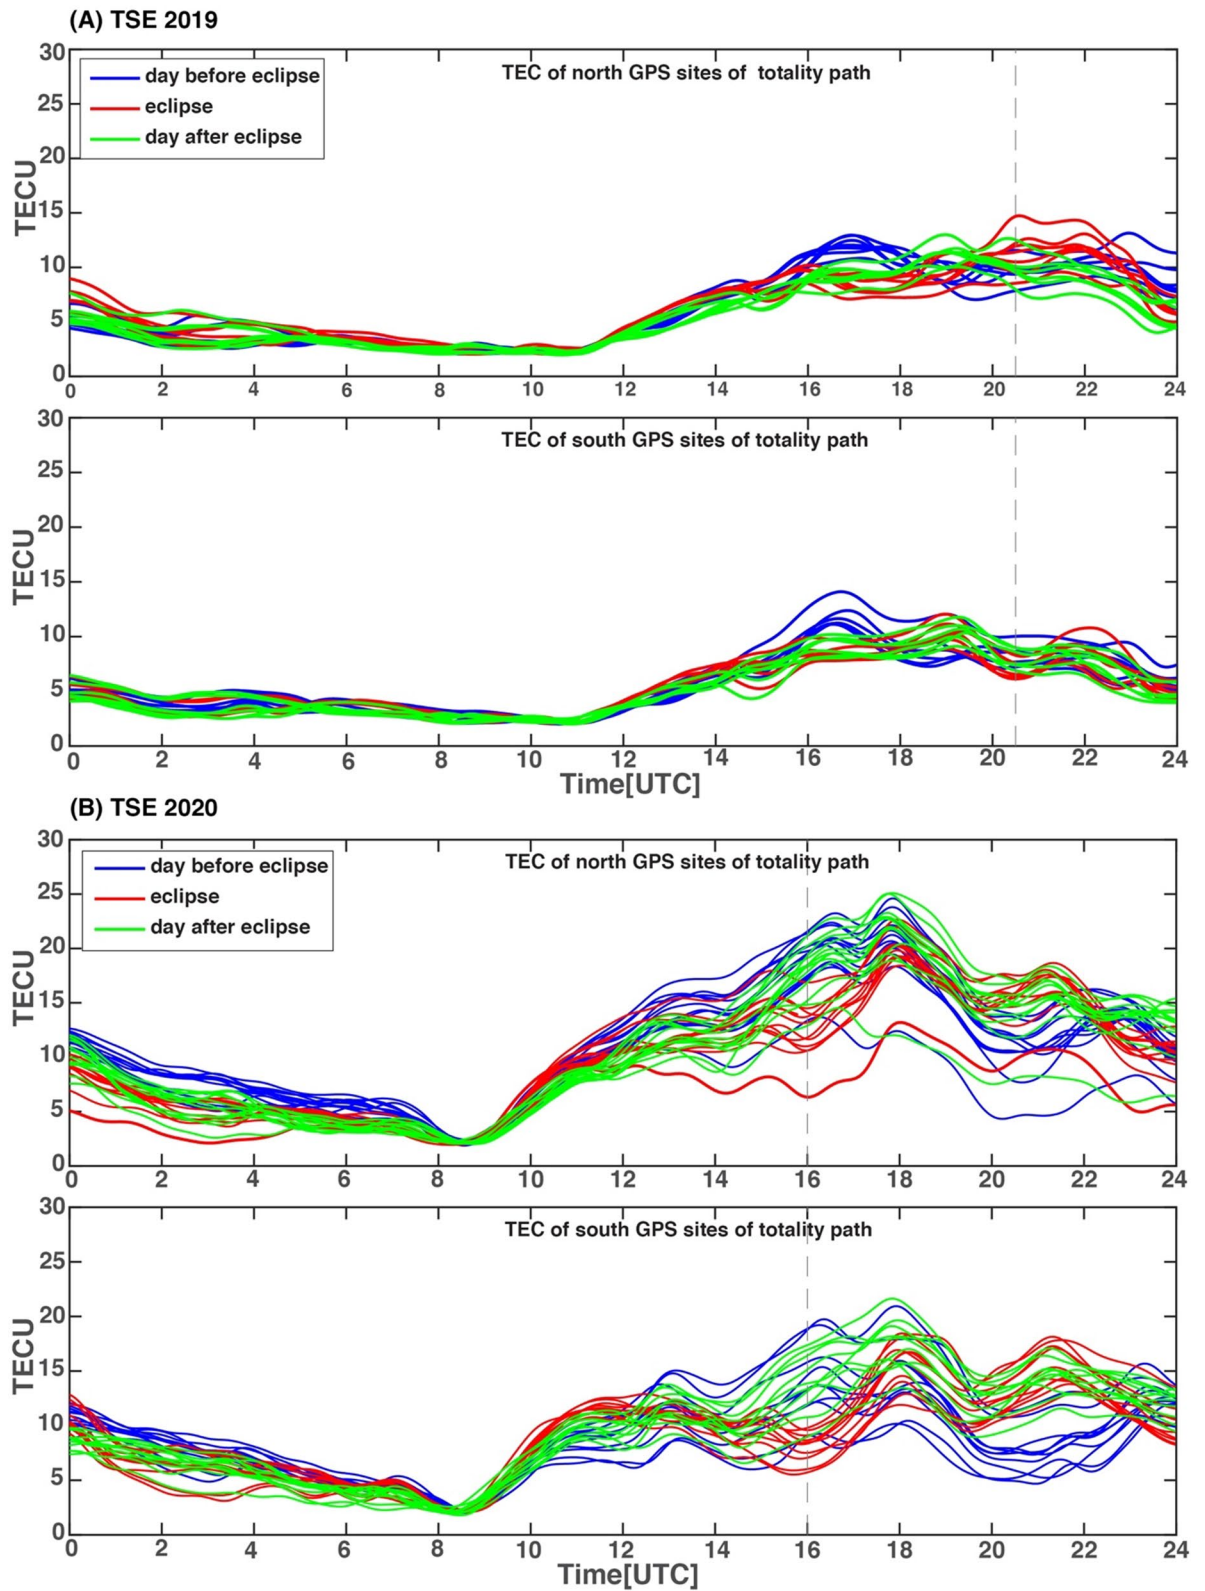 (A) TSE 2019
TEC of north GPS sites of totality path
day before eclipse
eclipse
day after eclipse
TECU
30
25
20
15
10
5
0
0 2 4 6 8 10 12 14 16 18 20 22 24
TEC of south GPS sites of totality path
TECU
30
25
20
15
10
5
0
0 2 4 6 8 10 12 14 16 18 20 22 24
Time[UTC]
(B) TSE 2020
TEC of north GPS sites of totality path
day before eclipse
eclipse
day after eclipse
TECU
30
25
20
15
10
5
0
0 2 4 6 8 10 12 14 16 18 20 22 24
TEC of south GPS sites of totality path
TECU
30
25
20
15
10
5
0
0 2 4 6 8 10 12 14 16 18 20 22 24
Time[UTC]